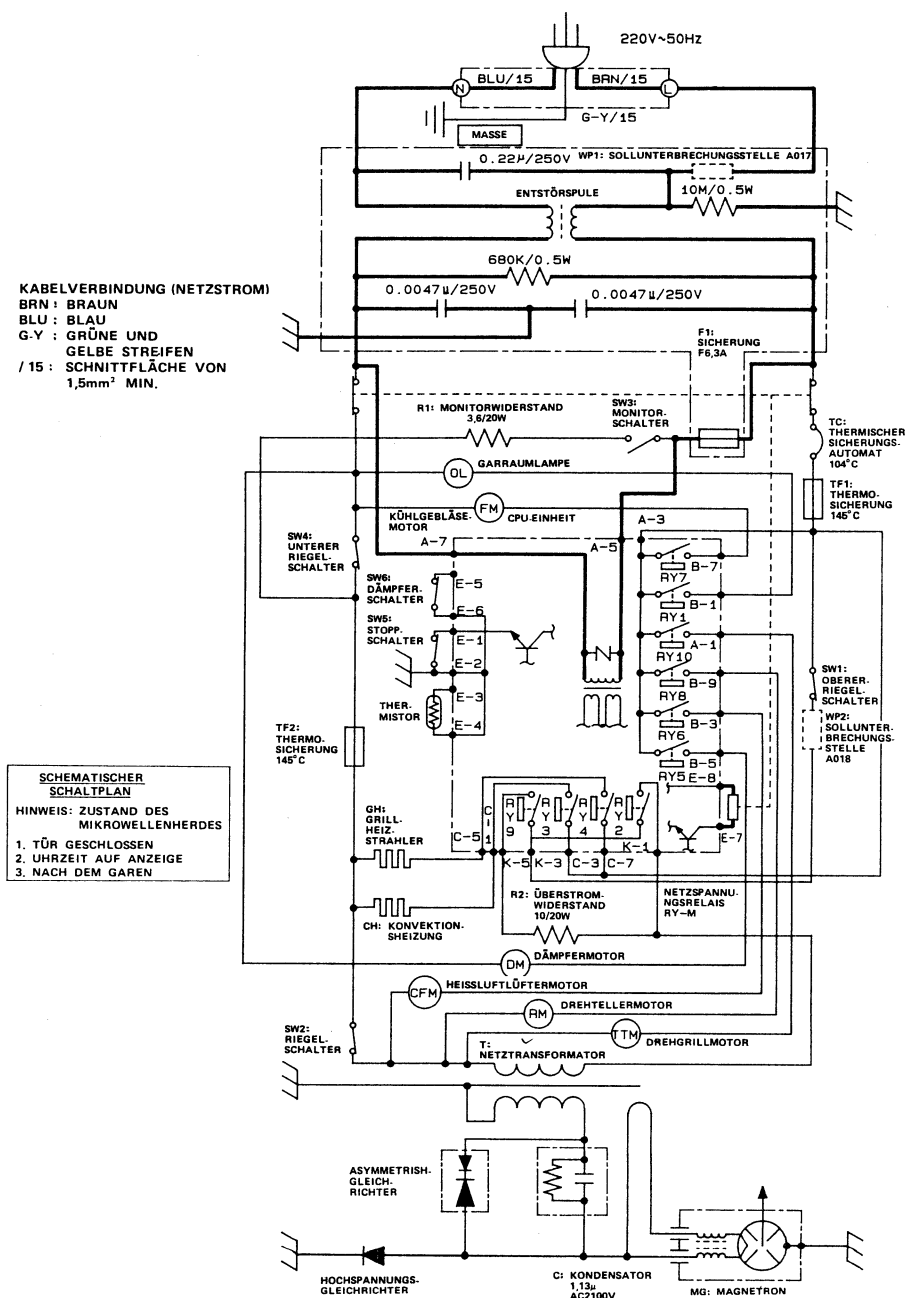 220V~50Hz
BLU/15
BRN/15
N
L
G-Y/15
MASSE
0.22μ/250V
WP1: SOLLUNTERBRECHUNGSSTELLE A017
10M/0.5W
ENTSTÖRSPULE
680K/0.5W
0.0047μ/250V
0.0047μ/250V
KABELVERBINDUNG (NETZSTROM)
BRN : BRAUN
BLU : BLAU
G-Y : GRÜNE UND
GELBE STREIFEN
/ 15 : SCHNITTFLÄCHE VON
1,5mm² MIN.
F1:
SICHERUNG
F6,3A
R1: MONITORWIDERSTAND
3,6/20W
SW3:
MONITOR-
SCHALTER
TC:
THERMISCHER
SICHERUNGS-
AUTOMAT
104°C
OL
GARRAUMLAMPE
TF1:
THERMO-
SICHERUNG
145°C
FM
KÜHLGEBLÄSE-
MOTOR
CPU-EINHEIT
A-3
A-7
A-5
SW4:
UNTERER
RIEGEL-
SCHALTER
SW6:
DÄMPFER-
SCHALTER
E-5
E-6
SW5:
STOPP-
SCHALTER
E-1
E-2
E-3
THER-
MISTOR
E-4
B-7
RY7
B-1
RY1
A-1
RY10
B-9
RY8
B-3
RY6
B-5
RY5
E-8
E-7
SW1:
OBERER-
RIEGEL-
SCHALTER
WP2:
SOLLUNTER-
BRECHUNGS-
STELLE
A018
TF2:
THERMO-
SICHERUNG
145°C
SCHEMATISCHER
SCHALTPLAN
HINWEIS: ZUSTAND DES
MIKROWELLENHERDES
1. TÜR GESCHLOSSEN
2. UHRZEIT AUF ANZEIGE
3. NACH DEM GAREN
GH:
GRILL-
HEIZ-
STRAHLER
C-5
C-1
RY9
RY3
RY4
RY2
K-5
K-3
C-3
C-7
K-1
R2: ÜBERSTROM-
WIDERSTAND
10/20W
NETZSPANNU-
NGSRELAIS
RY-M
CH: KONVEKTION-
SHEIZUNG
DM
DÄMPFERMOTOR
CFM
HEISSLUFTLÜFTERMOTOR
RM
DREHTELLERMOTOR
TTM
DREHGRILLMOTOR
SW2:
RIEGEL-
SCHALTER
T:
NETZTRANSFORMATOR
ASYMMETRISH-
GLEICH-
RICHTER
HOCHSPANNUNGS-
GLEICHRICHTER
C: KONDENSATOR
1,13μ
AC2100V
MG: MAGNETRON